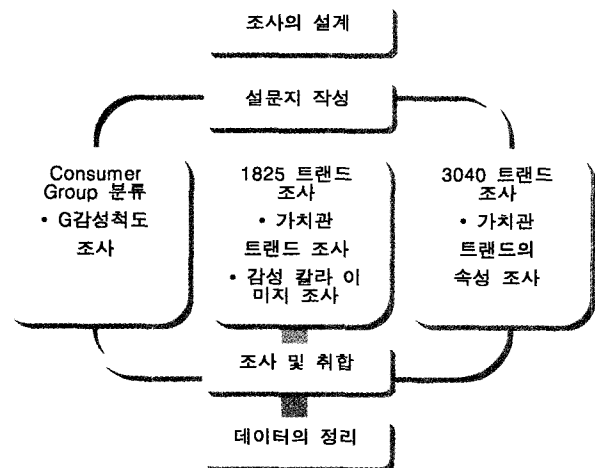 조사의 설계
설문지 작성
Consumer
Group 분류
• G감성척도
조사
1825 트랜드
조사
• 가치관
트랜드 조사
• 감성 칼라 이
미지 조사
3040 트랜드
조사
• 가치관
트랜드의
속성 조사
조사 및 취합
데이터의 정리